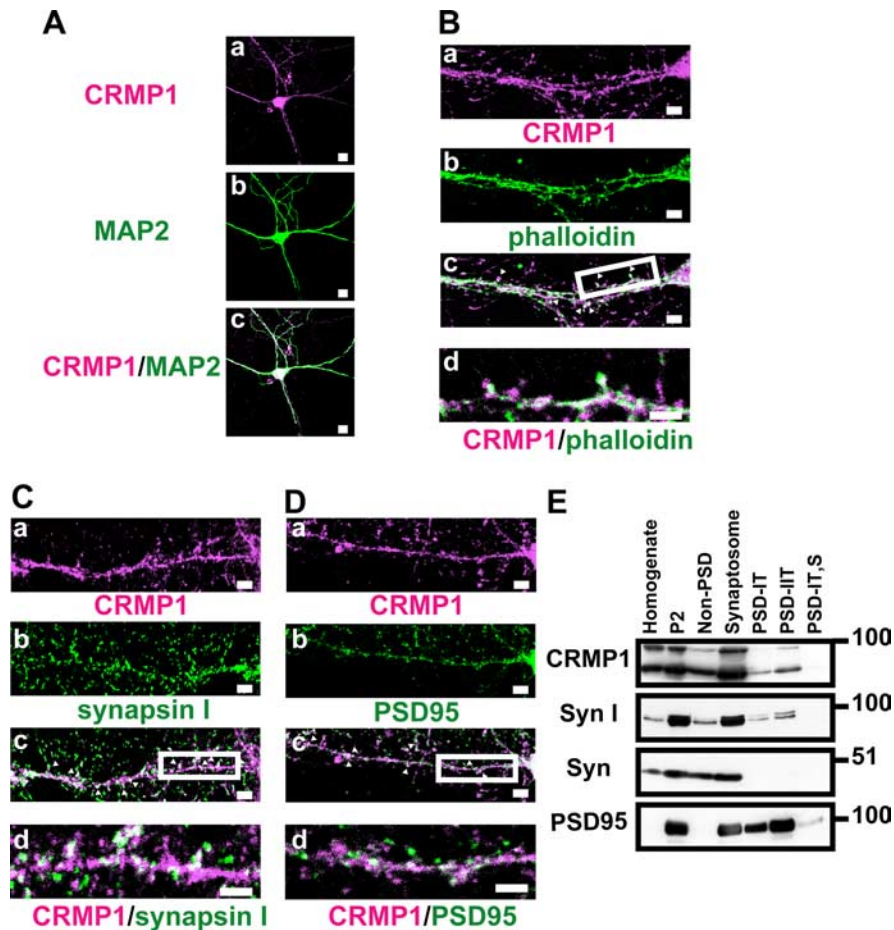 A
a
CRMP1
b
MAP2
c
CRMP1/MAP2
B
a
CRMP1
b
phalloidin
c
d
CRMP1/phalloidin
C
a
CRMP1
b
synapsin I
c
d
CRMP1/synapsin I
D
a
CRMP1
b
PSD95
c
d
CRMP1/PSD95
E
Homogenate
P2
Non-PSD
Synaptosome
PSD-IT
PSD-IIT
PSD-IT,S
CRMP1
100
Syn I
100
Syn
51
PSD95
100